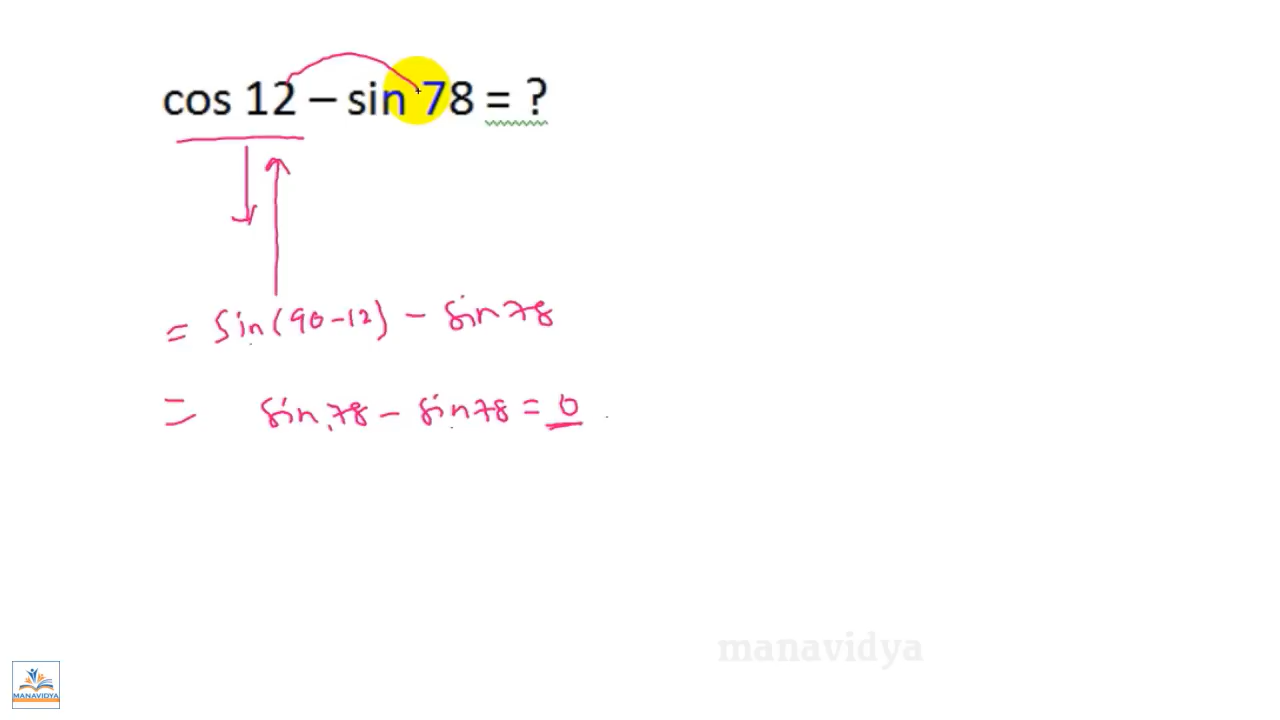 cos 12 – sin 78 = ?
= Sin(90-12) - Sin78
= Sin78 - Sin78 = 0
manavidya
MANAVIDYA